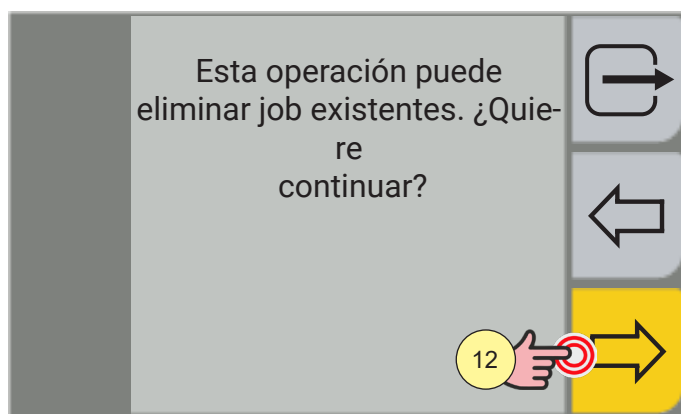 Esta operación puede
eliminar job existentes. ¿Quie-
re
continuar?
12